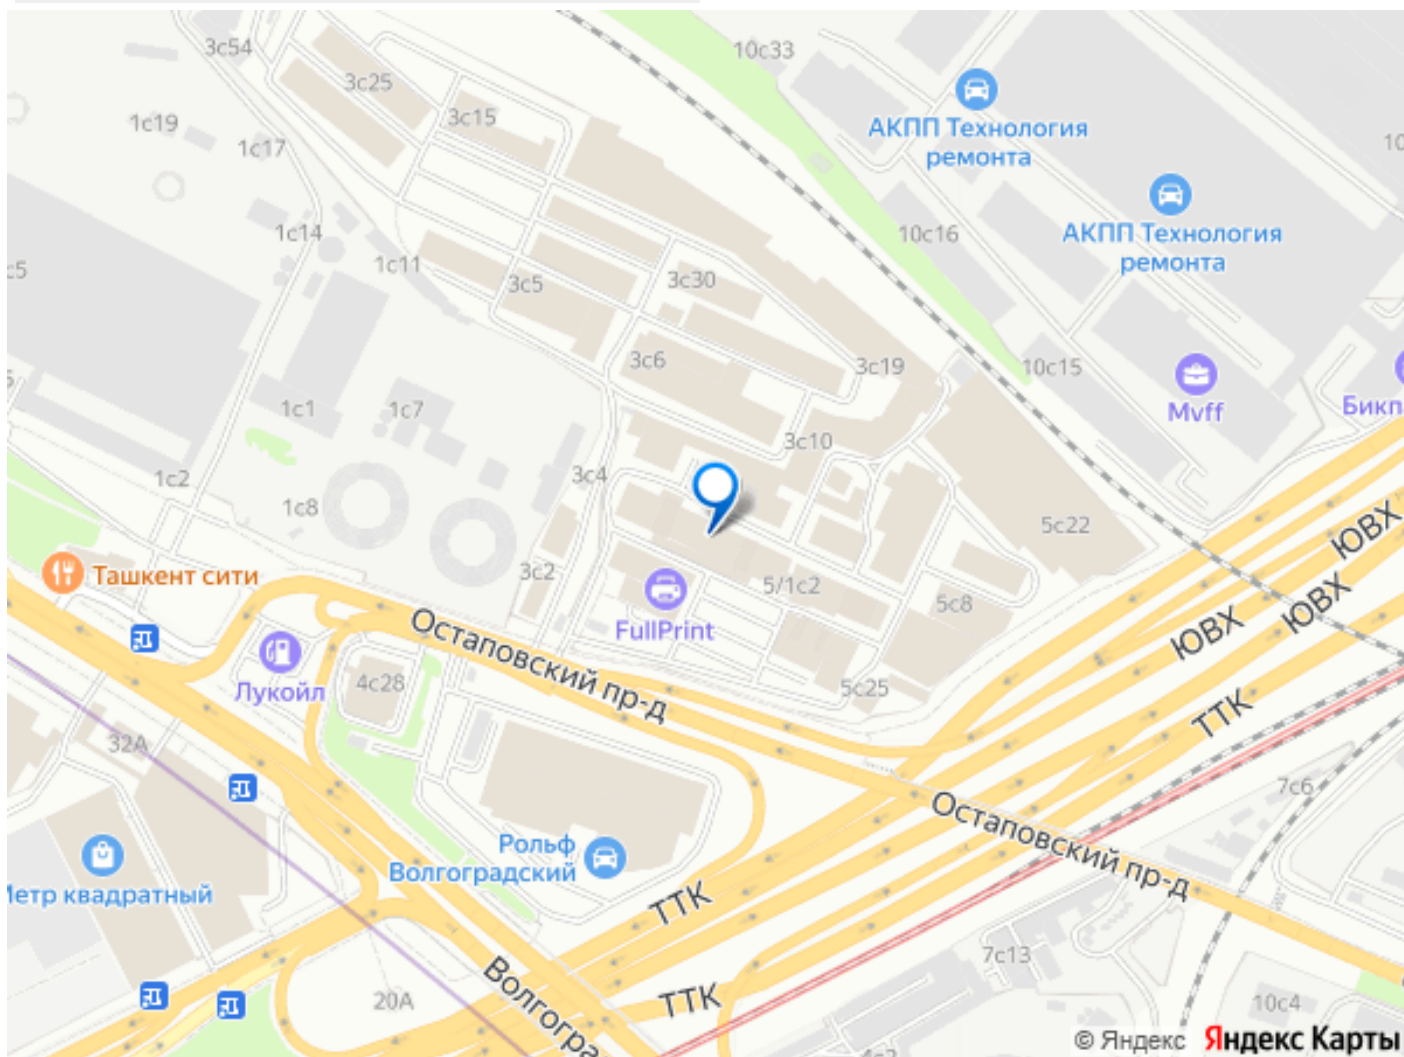 3с54
10с33
3с25
АКПП Технология
ремонта
1с19
3с15
1с17
АКПП Технология
ремонта
1с14
10с16
1с11
3с5
3с30
с5
3с6
3с19
10с15
Mvff
1с1
1с7
3с10
1с2
3с4
1с8
5с22
ЮВХ
Ташкент сити
3с2
5/1с2
5с8
ЮВХ
FullPrint
Остаповский пр-д
ЮВХ
Лукойл
4с28
5с25
ТТК
32А
7с6
Остаповский пр-д
Рольф
Волгоградский
Метр квадратный
ТТК
7с13
Волгогра
20А
ТТК
10с4
© Яндекс Яндекс Карты